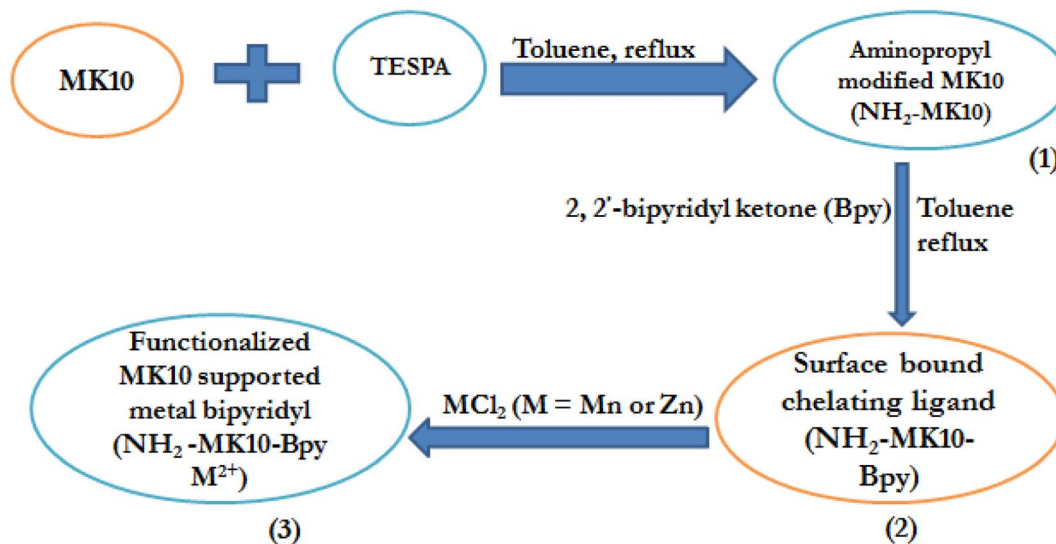 MK10
TESPA
Toluene, reflux
Aminopropyl
modified MK10
(NH₂-MK10)
(1)
2, 2'-bipyridyl ketone (Bpy)
Toluene
reflux
Surface bound
chelating ligand
(NH₂-MK10-
Bpy)
(2)
MCl₂ (M = Mn or Zn)
Functionalized
MK10 supported
metal bipyridyl
(NH₂ -MK10-Bpy
M²⁺)
(3)